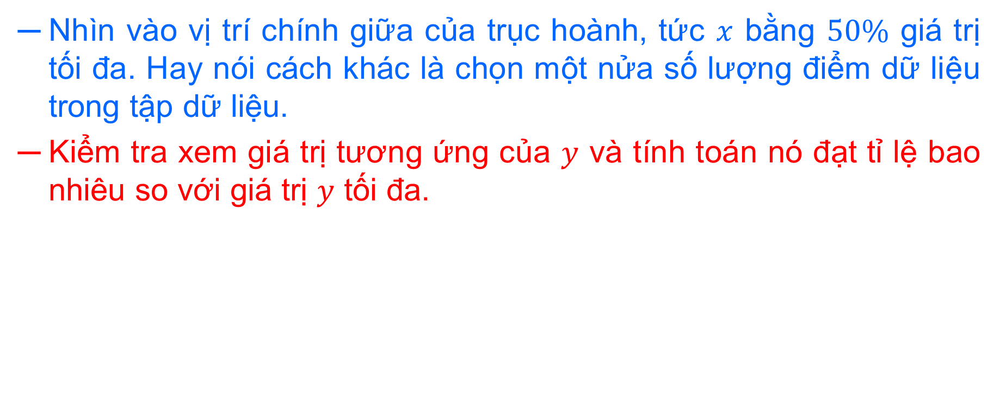 — Nhìn vào vị trí chính giữa của trục hoành, tức x bằng 50% giá trị
tối đa. Hay nói cách khác là chọn một nửa số lượng điểm dữ liệu
trong tập dữ liệu.
— Kiểm tra xem giá trị tương ứng của y và tính toán nó đạt tỉ lệ bao
nhiêu so với giá trị y tối đa.